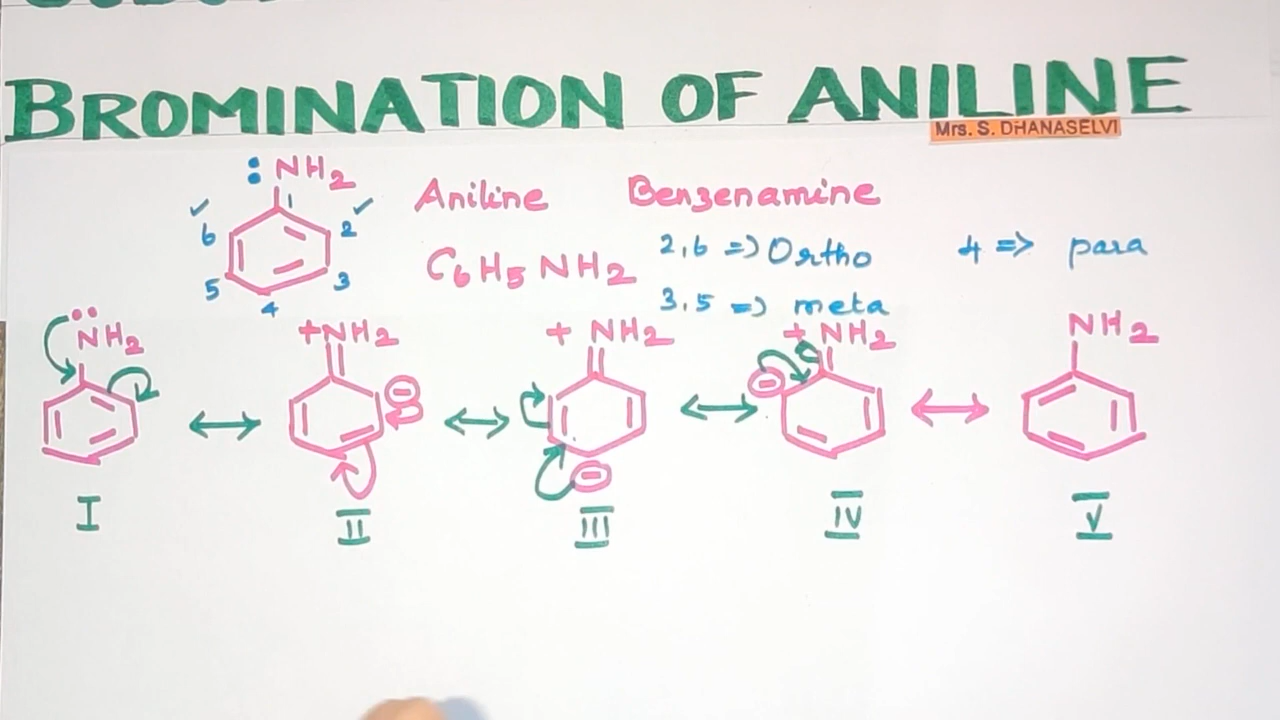 BROMINATION OF ANILINE
Mrs. S. DHANASELVI
:NH2
1
2
3
4
5
6
Aniline Benzenamine
C6H5NH2
2,6 => Ortho 4 => para
3.5 => meta
NH2 +NH2 + NH2 +NH2 NH2
I II III IV V